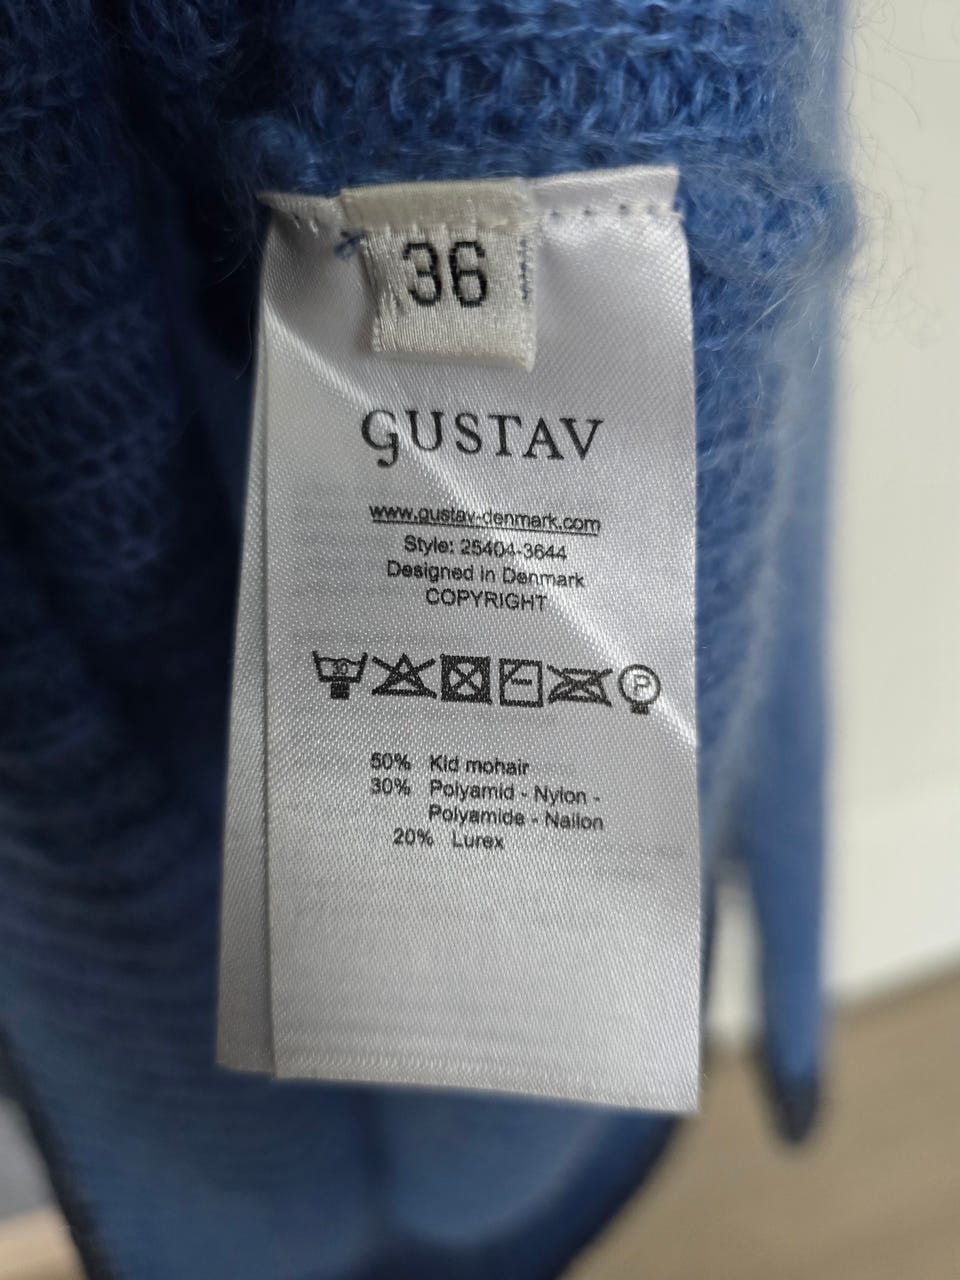 36
GUSTAV
www.gustav-denmark.com
Style: 25404-3644
Designed in Denmark
COPYRIGHT
30
P
50% Kid mohair
30% Polyamid - Nylon -
Polyamide - Nailon
20% Lurex